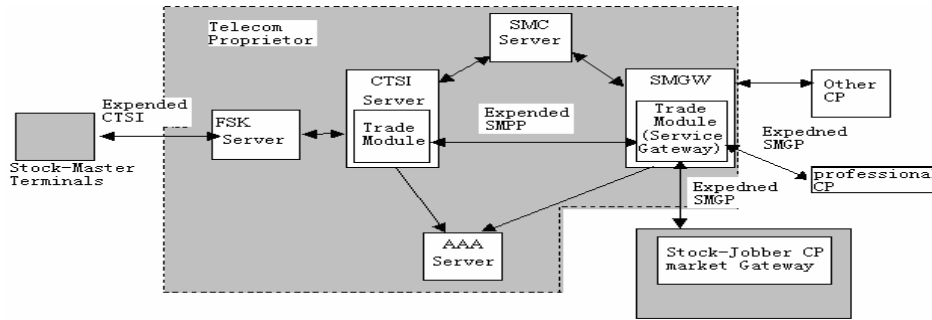 Telecom
Proprietor
SMC
Server
CTSI
Server
Trade
Module
SMGW
Trade
Module
(Service
Gateway)
Other
CP
Expended
CTSI
FSK
Server
Expended
SMPP
Expedned
SMGP
Stock-Master
Terminals
professional
CP
Expedned
SMGP
AAA
Server
Stock-Jobber CP
market Gateway